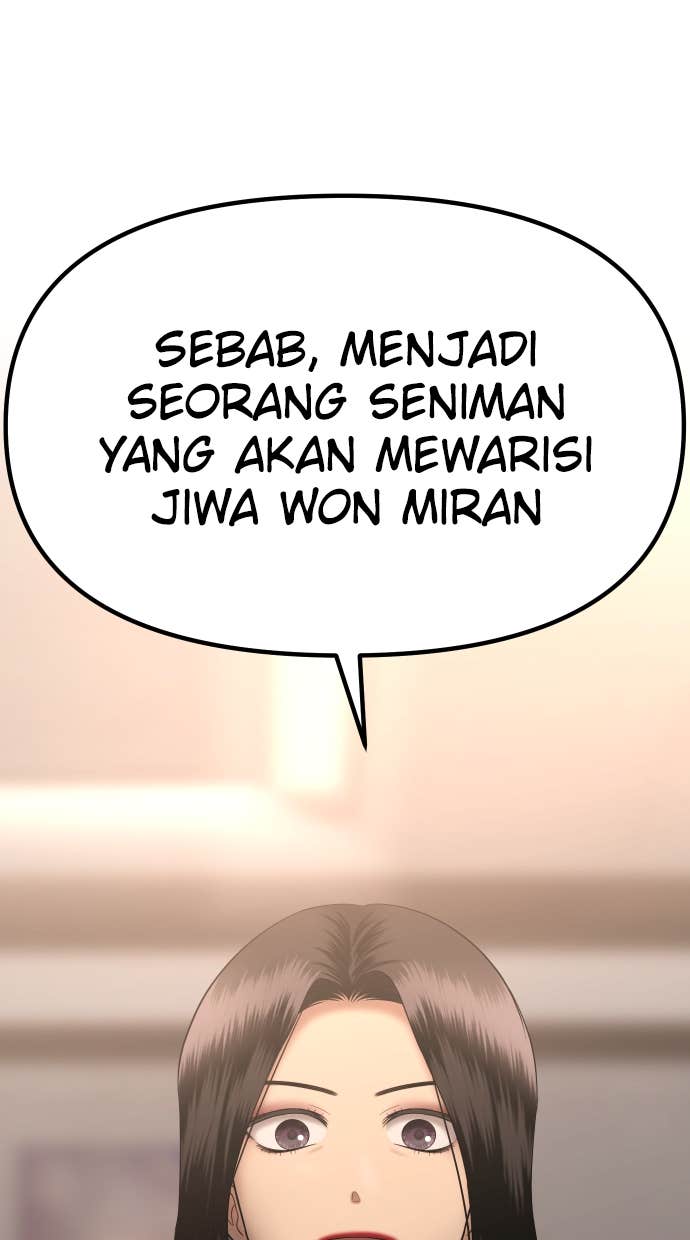 SEBAB, MENJADI
SEORANG SENIMAN
YANG AKAN MEWARISI
JIWA WON MIRAN